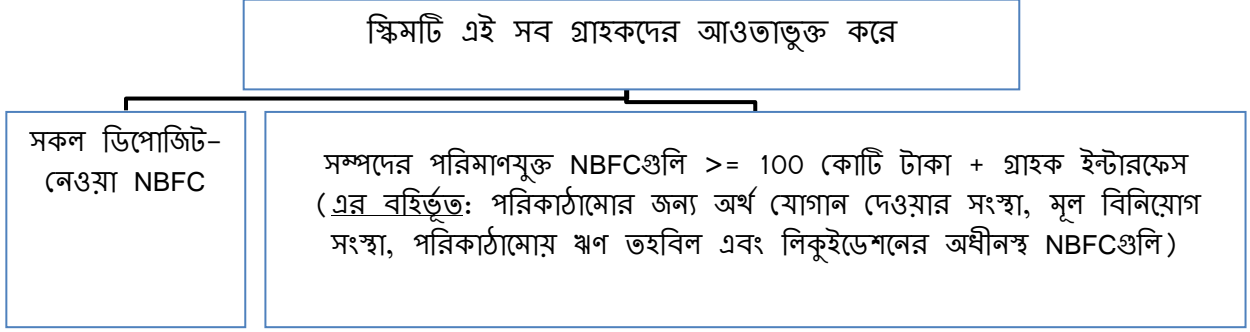 স্কিমটি এই সব গ্রাহকদের আওতাভুক্ত করে
সকল ডিপোজিট-
নেওয়া NBFC
সম্পদের পরিমাণযুক্ত NBFCগুলি >= 100 কোটি টাকা + গ্রাহক ইন্টারফেস
(এর বহির্ভূত: পরিকাঠামোর জন্য অর্থ যোগান দেওয়ার সংস্থা, মূল বিনিয়োগ
সংস্থা, পরিকাঠামোয় ঋণ তহবিল এবং লিকুইডেশনের অধীনস্থ NBFCগুলি)